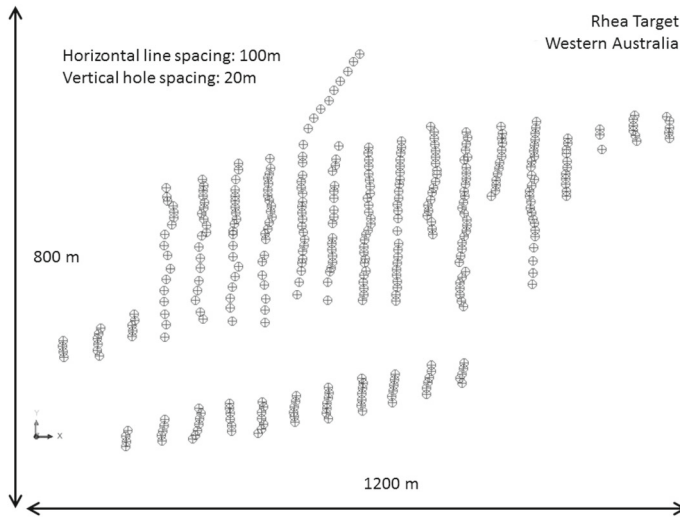 Rhea Target
Western Australia
Horizontal line spacing: 100m
Vertical hole spacing: 20m
800 m
Y
X
1200 m